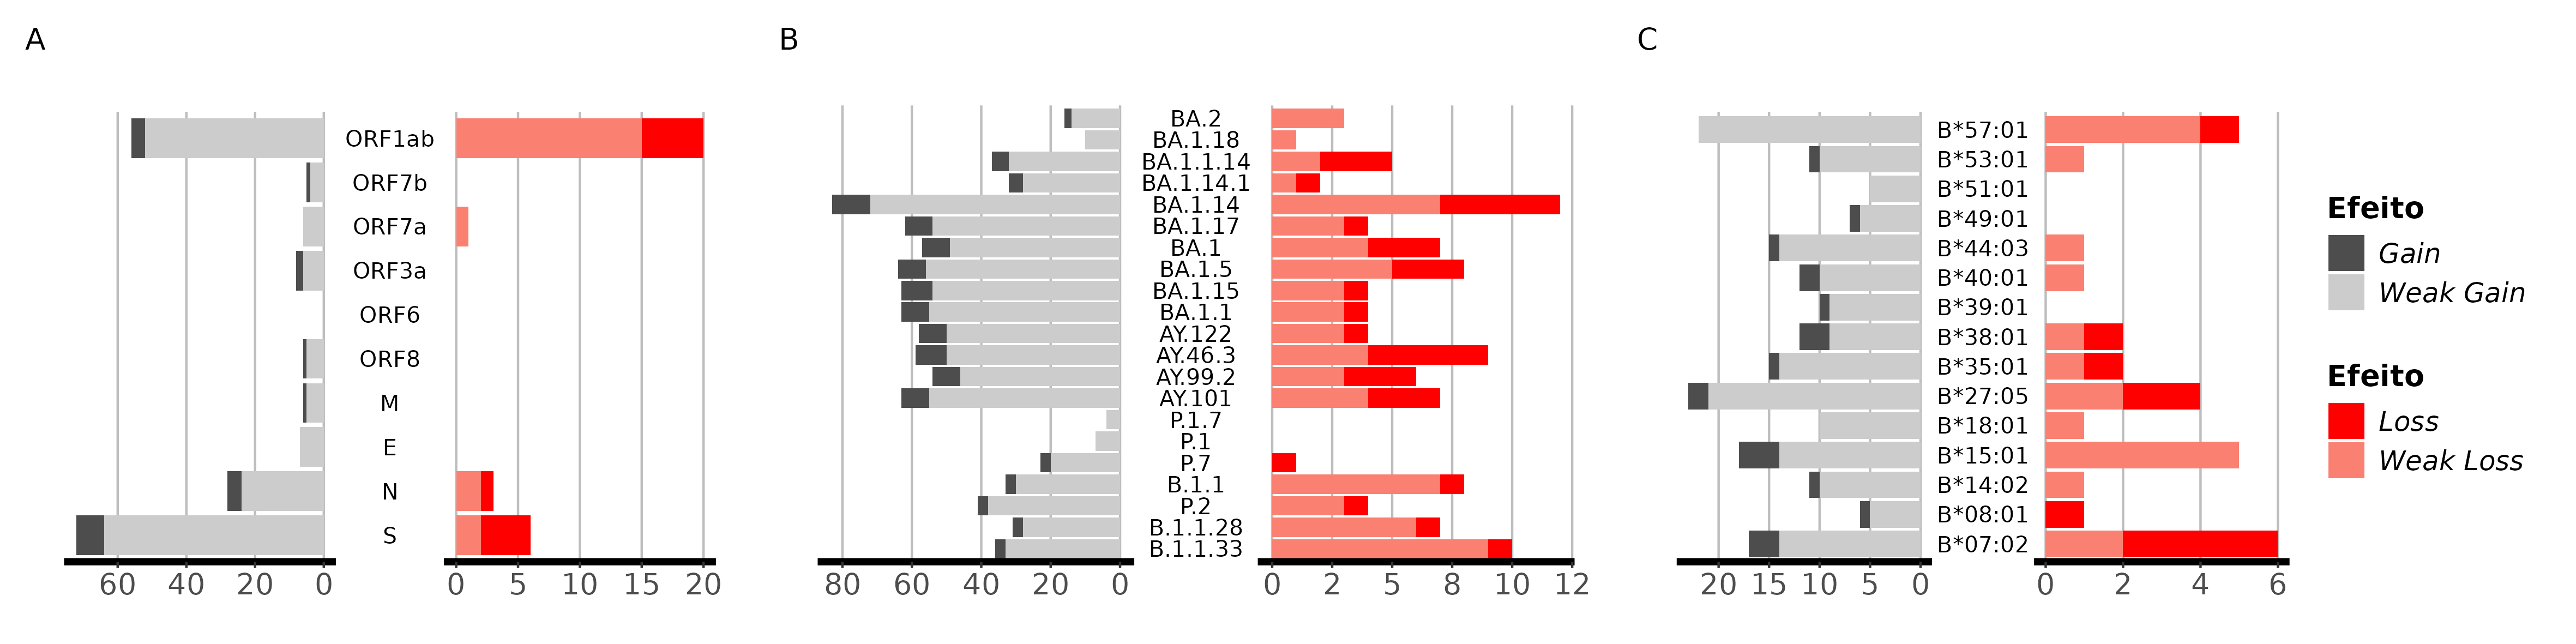 A
ORF1ab
ORF7b
ORF7a
ORF3a
ORF6
ORF8
M
E
N
S
60 40 20 0
0 5 10 15 20
B
BA.2
BA.1.18
BA.1.1.14
BA.1.14.1
BA.1.14
BA.1.17
BA.1
BA.1.5
BA.1.15
BA.1.1
AY.122
AY.46.3
AY.99.2
AY.101
P.1.7
P.1
P.7
B.1.1
P.2
B.1.1.28
B.1.1.33
80 60 40 20 0
0 2 5 8 10 12
C
B*57:01
B*53:01
B*51:01
B*49:01
B*44:03
B*40:01
B*39:01
B*38:01
B*35:01
B*27:05
B*18:01
B*15:01
B*14:02
B*08:01
B*07:02
20 15 10 5 0
0 2 4 6
Efeito
Gain
Weak Gain
Efeito
Loss
Weak Loss